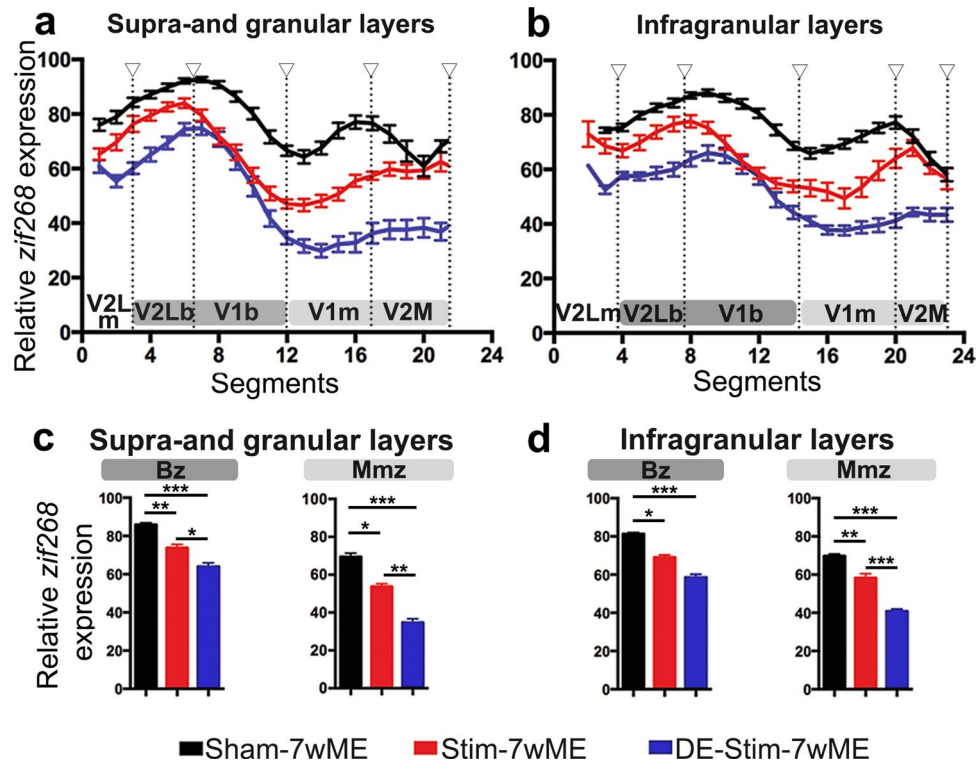 a Supra-and granular layers
Relative zif268 expression
100
80
60
40
20
0
V2L
m
V2Lb
V1b
V1m
V2M
0 4 8 12 16 20 24
Segments
b Infragranular layers
100
80
60
40
20
0
V2Lm
V2Lb
V1b
V1m
V2M
0 4 8 12 16 20 24
Segments
c Supra-and granular layers
Relative zif268
expression
Bz
100
80
60
40
20
0
***
**
*
Mmz
100
80
60
40
20
0
***
*
**
d Infragranular layers
Bz
100
80
60
40
20
0
***
*
Mmz
100
80
60
40
20
0
***
**
***
Sham-7wME Stim-7wME DE-Stim-7wME